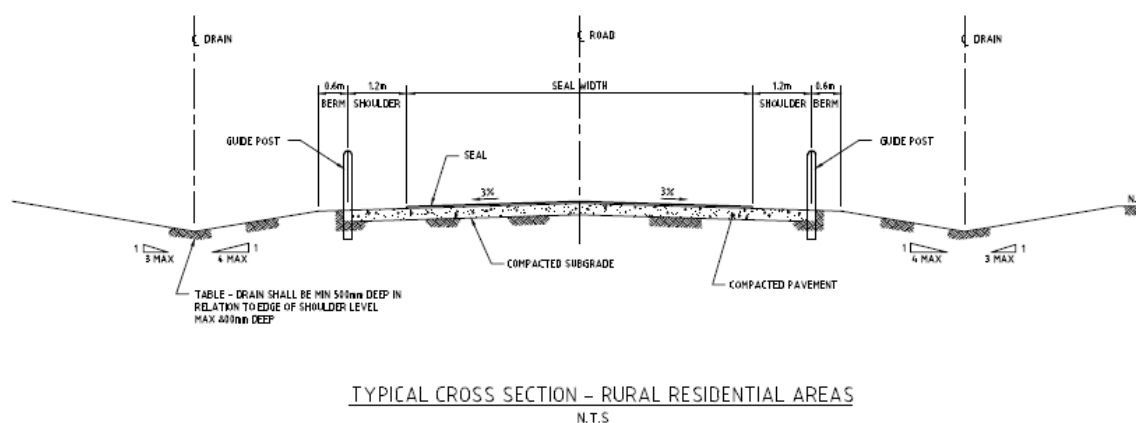 ℄ DRAIN
℄ ROAD
℄ DRAIN
0.6m 1.2m SEAL WIDTH 1.2m 0.6m
BERM SHOULDER SHOULDER BERM
GUIDE POST
GUIDE POST
SEAL
3% 3%
N.
1 1
3 MAX 4 MAX
1 1
4 MAX 3 MAX
COMPACTED SUBGRADE
COMPACTED PAVEMENT
TABLE - DRAIN SHALL BE MIN 500mm DEEP IN
RELATION TO EDGE OF SHOULDER LEVEL
MAX DEEP
TYPICAL CROSS SECTION - RURAL RESIDENTIAL AREAS
N.T.S